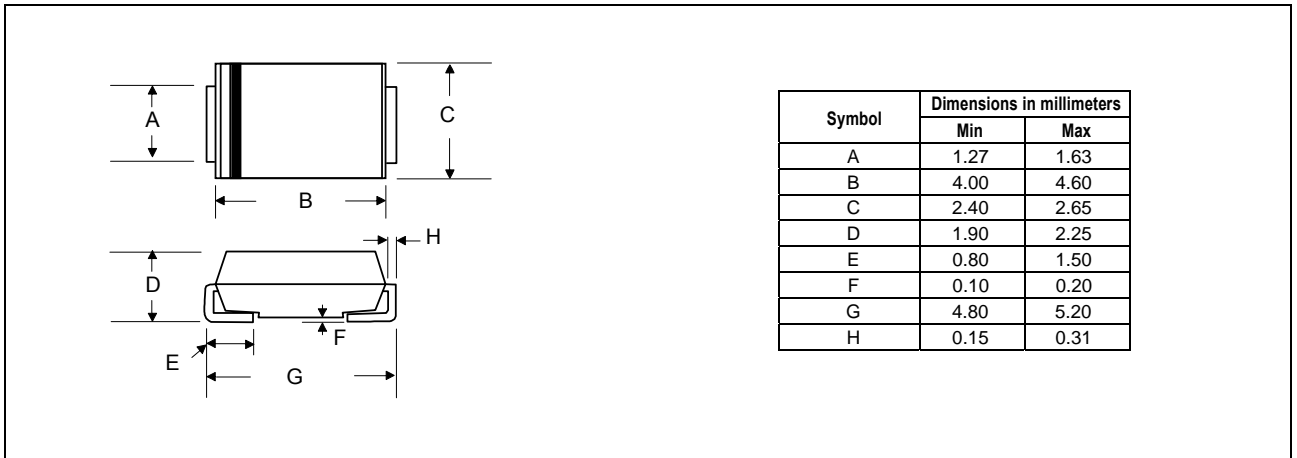 A
C
B
H
D
F
E
G
Symbol Dimensions in millimeters
Min Max
A 1.27 1.63
B 4.00 4.60
C 2.40 2.65
D 1.90 2.25
E 0.80 1.50
F 0.10 0.20
G 4.80 5.20
H 0.15 0.31